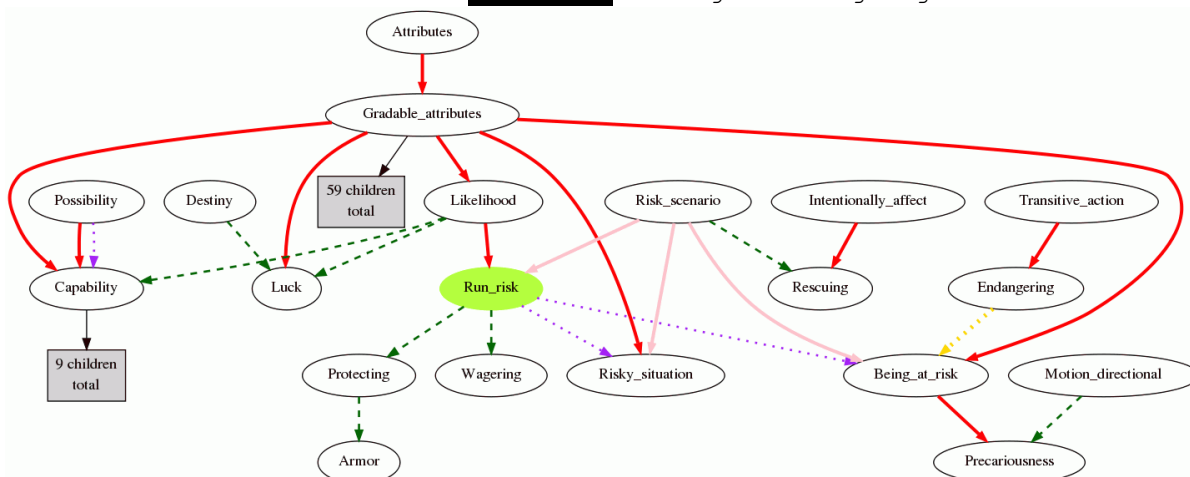 Attributes
Gradable_attributes
59 children
total
Possibility
Destiny
Likelihood
Risk_scenario
Intentionally_affect
Transitive_action
Capability
Luck
Run_risk
Rescuing
Endangering
9 children
total
Protecting
Wagering
Risky_situation
Being_at_risk
Motion_directional
Armor
Precariousness